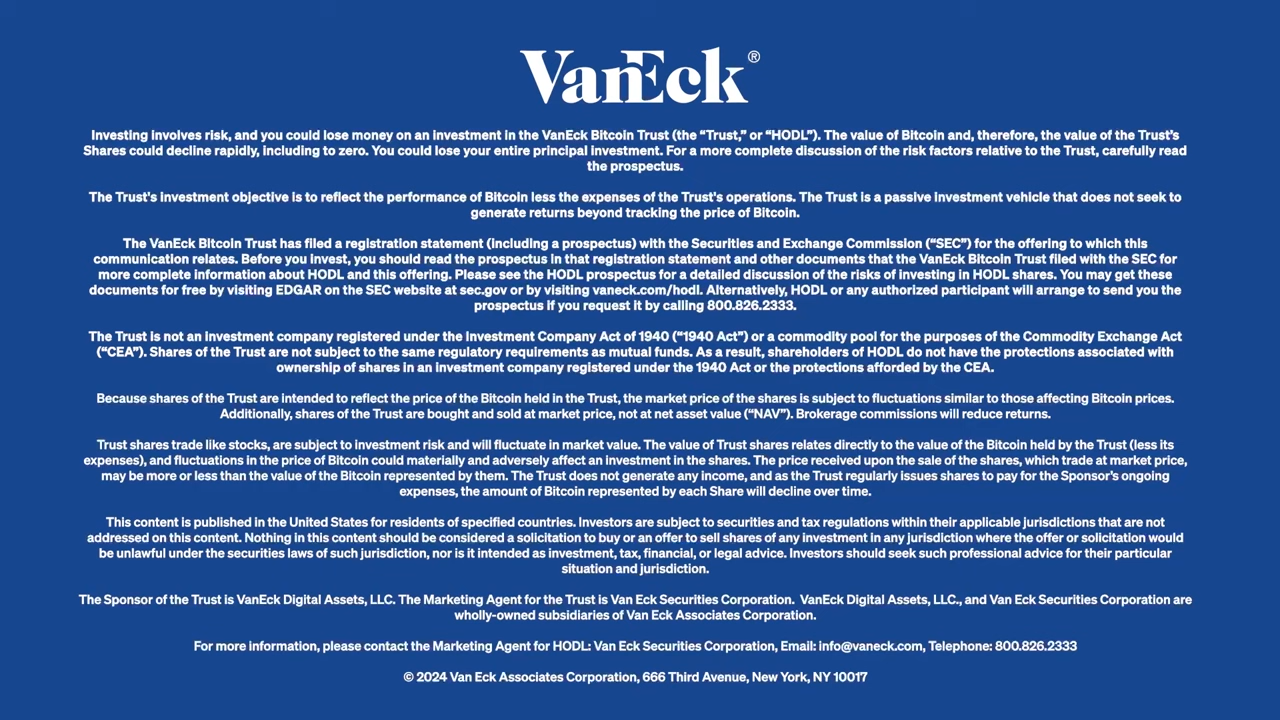 VanEck®
Investing involves risk, and you could lose money on an investment in the VanEck Bitcoin Trust (the “Trust,” or “HODL”). The value of Bitcoin and, therefore, the value of the Trust’s
Shares could decline rapidly, including to zero. You could lose your entire principal investment. For a more complete discussion of the risk factors relative to the Trust, carefully read
the prospectus.
The Trust’s investment objective is to reflect the performance of Bitcoin less the expenses of the Trust’s operations. The Trust is a passive investment vehicle that does not seek to
generate returns beyond tracking the price of Bitcoin.
The VanEck Bitcoin Trust has filed a registration statement (including a prospectus) with the Securities and Exchange Commission (“SEC”) for the offering to which this
communication relates. Before you invest, you should read the prospectus in that registration statement and other documents that the VanEck Bitcoin Trust filed with the SEC for
more complete information about HODL and this offering. Please see the HODL prospectus for a detailed discussion of the risks of investing in HODL shares. You may get these
documents for free by visiting EDGAR on the SEC website at sec.gov or by visiting vaneck.com/hodl. Alternatively, HODL or any authorized participant will arrange to send you the
prospectus if you request it by calling 800.826.2333.
The Trust is not an investment company registered under the Investment Company Act of 1940 (“1940 Act”) or a commodity pool for the purposes of the Commodity Exchange Act
(“CEA”). Shares of the Trust are not subject to the same regulatory requirements as mutual funds. As a result, shareholders of HODL do not have the protections associated with
ownership of shares in an investment company registered under the 1940 Act or the protections afforded by the CEA.
Because shares of the Trust are intended to reflect the price of the Bitcoin held in the Trust, the market price of the shares is subject to fluctuations similar to those affecting Bitcoin prices.
Additionally, shares of the Trust are bought and sold at market price, not at net asset value (“NAV”). Brokerage commissions will reduce returns.
Trust shares trade like stocks, are subject to investment risk and will fluctuate in market value. The value of Trust shares relates directly to the value of the Bitcoin held by the Trust (less its
expenses), and fluctuations in the price of Bitcoin could materially and adversely affect an investment in the shares. The price received upon the sale of the shares, which trade at market price,
may be more or less than the value of the Bitcoin represented by them. The Trust does not generate any income, and as the Trust regularly issues shares to pay for the Sponsor’s ongoing
expenses, the amount of Bitcoin represented by each Share will decline over time.
This content is published in the United States for residents of specified countries. Investors are subject to securities and tax regulations within their applicable jurisdictions that are not
addressed on this content. Nothing in this content should be considered a solicitation to buy or an offer to sell shares of any investment in any jurisdiction where the offer or solicitation would
be unlawful under the securities laws of such jurisdiction, nor is it intended as investment, tax, financial, or legal advice. Investors should seek such professional advice for their particular
situation and jurisdiction.
The Sponsor of the Trust is VanEck Digital Assets, LLC. The Marketing Agent for the Trust is Van Eck Securities Corporation. VanEck Digital Assets, LLC., and Van Eck Securities Corporation are
wholly-owned subsidiaries of Van Eck Associates Corporation.
For more information, please contact the Marketing Agent for HODL: Van Eck Securities Corporation, Email: info@vaneck.com, Telephone: 800.826.2333
© 2024 Van Eck Associates Corporation, 666 Third Avenue, New York, NY 10017